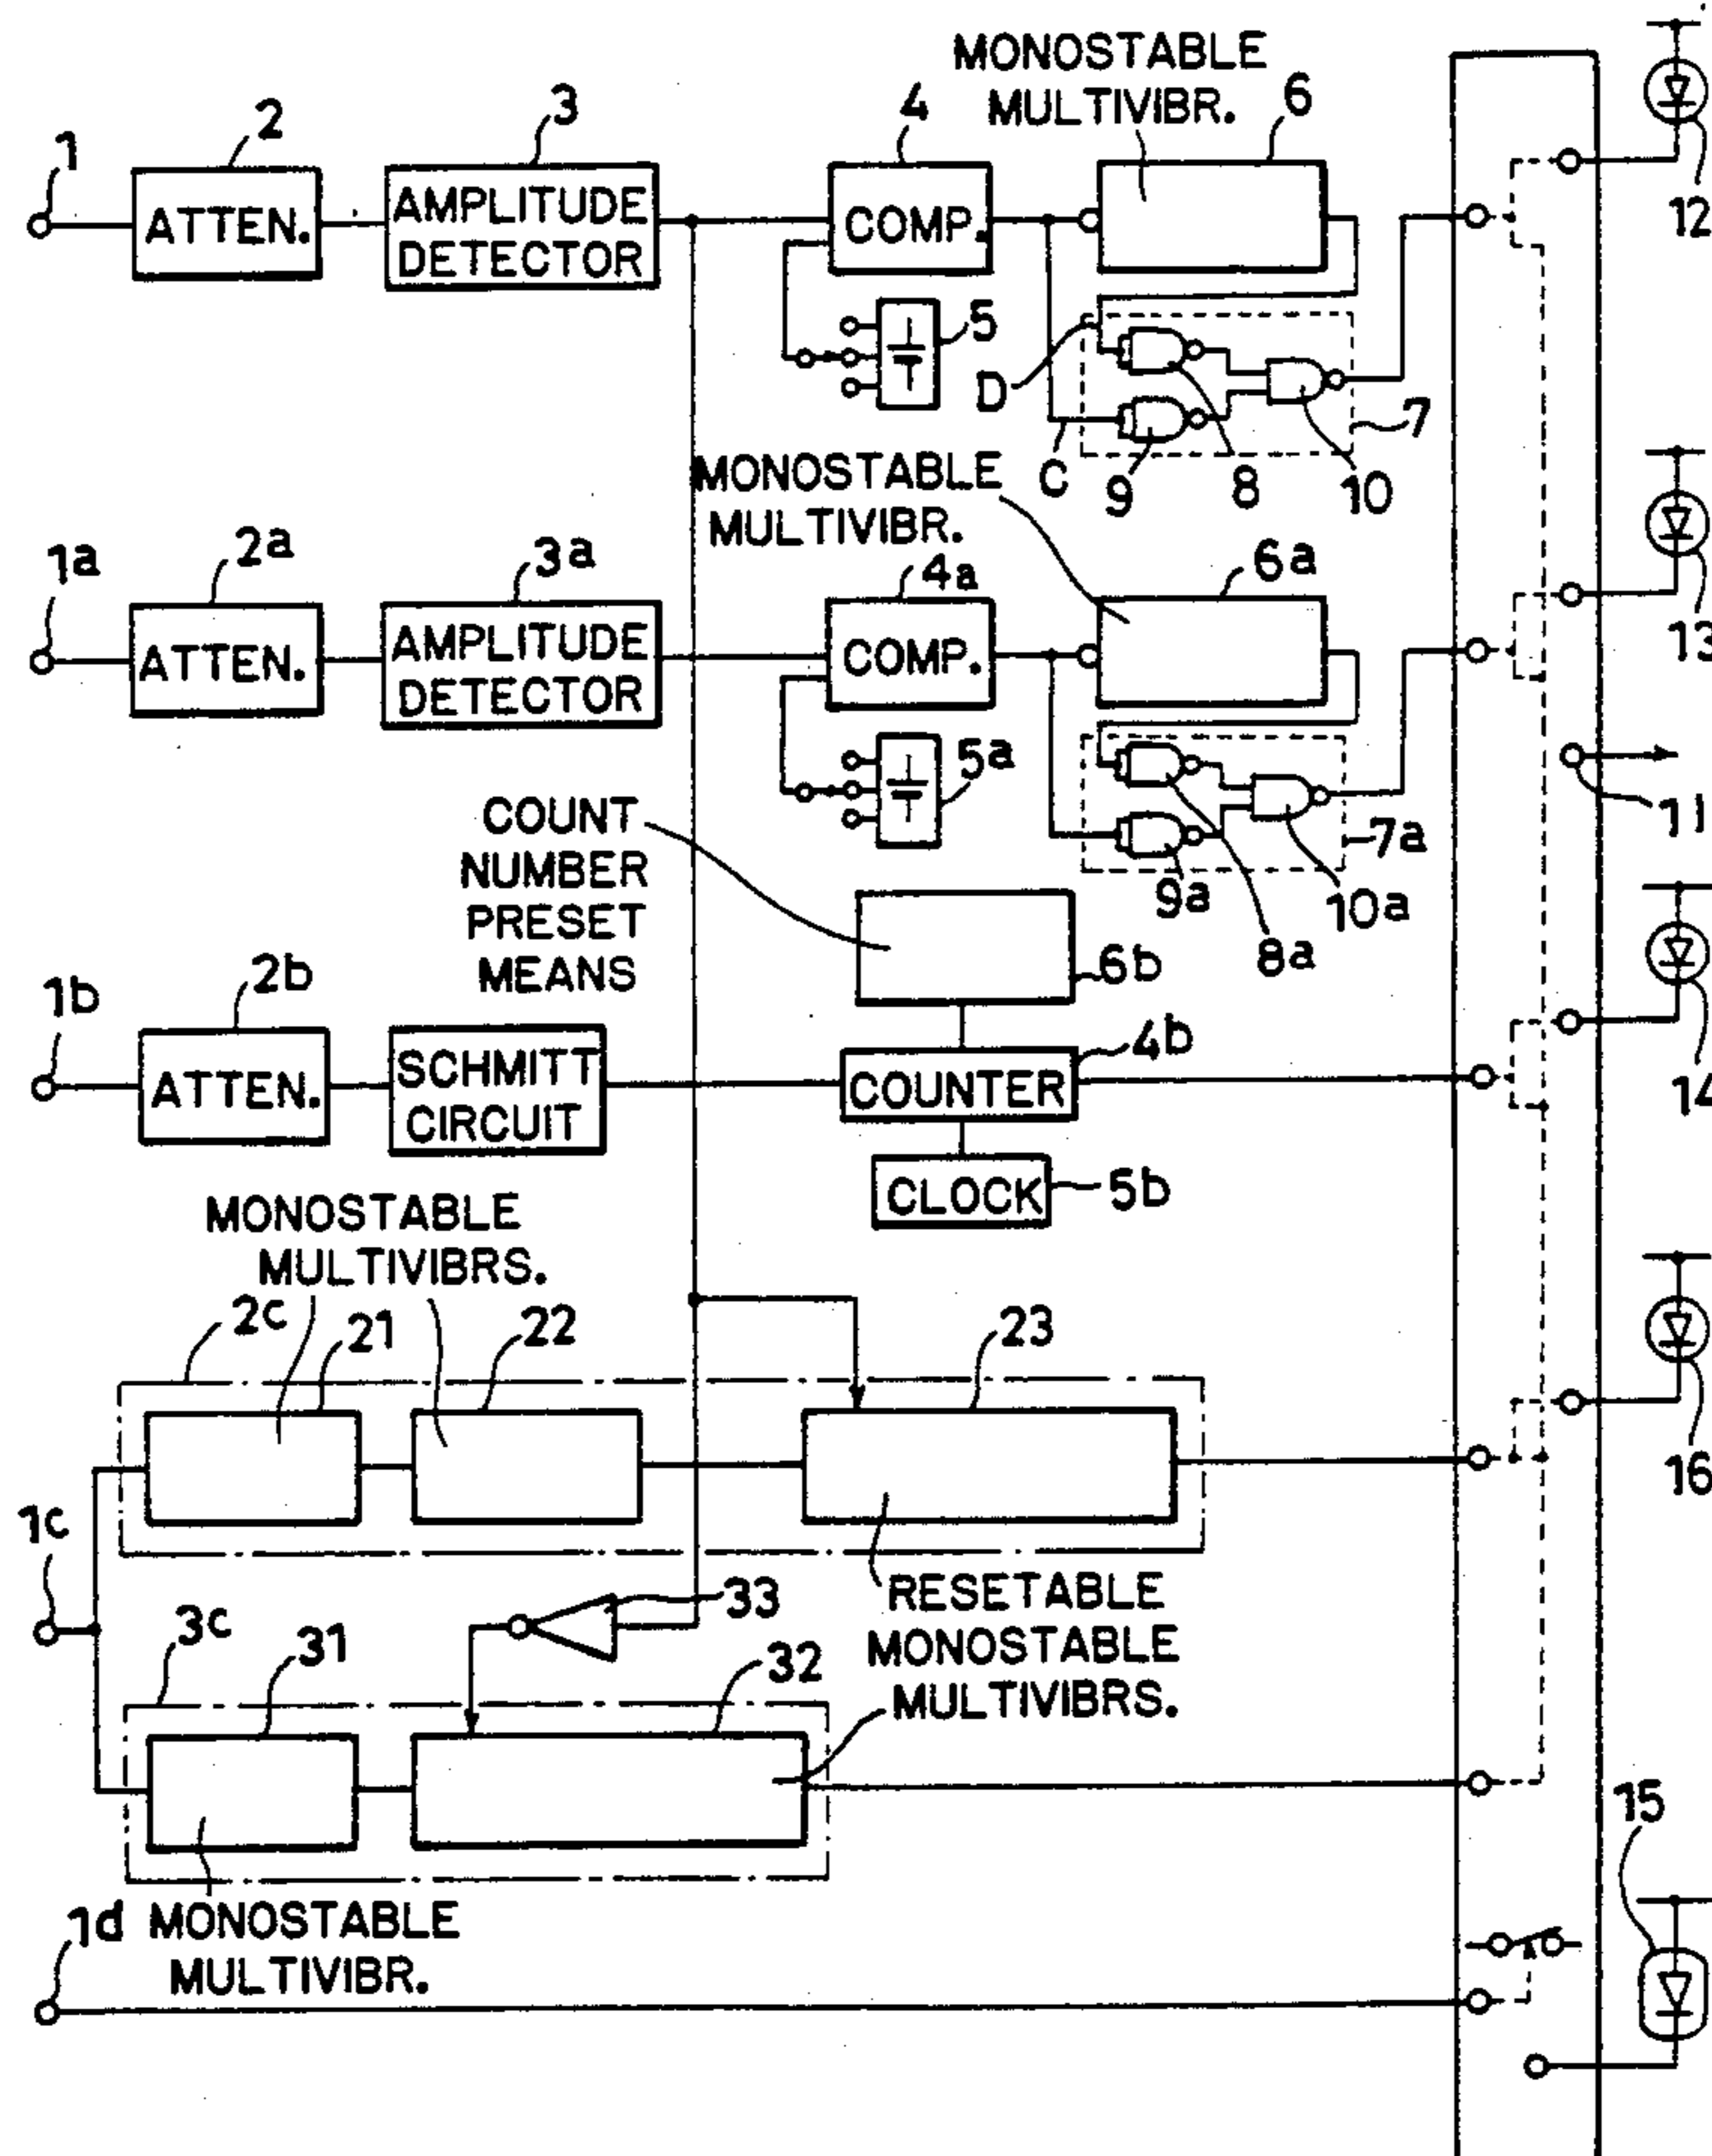 MONOSTABLE
MULTIVIBR.
6
1
2
3
4
12
ATTEN.
AMPLITUDE
DETECTOR
COMP.
5
D
7
C
9
8
10
MONOSTABLE
MULTIVIBR.
1a
2a
3a
4a
6a
13
ATTEN.
AMPLITUDE
DETECTOR
COMP.
5a
11
COUNT
NUMBER
PRESET
MEANS
7a
9a
10a
8a
6b
1b
2b
4b
14
ATTEN.
SCHMITT
CIRCUIT
COUNTER
CLOCK
5b
MONOSTABLE
MULTIVIBRS.
2c
21
22
23
16
1c
33
RESETABLE
MONOSTABLE
MULTIVIBRS.
3c
31
32
15
1d
MONOSTABLE
MULTIVIBR.